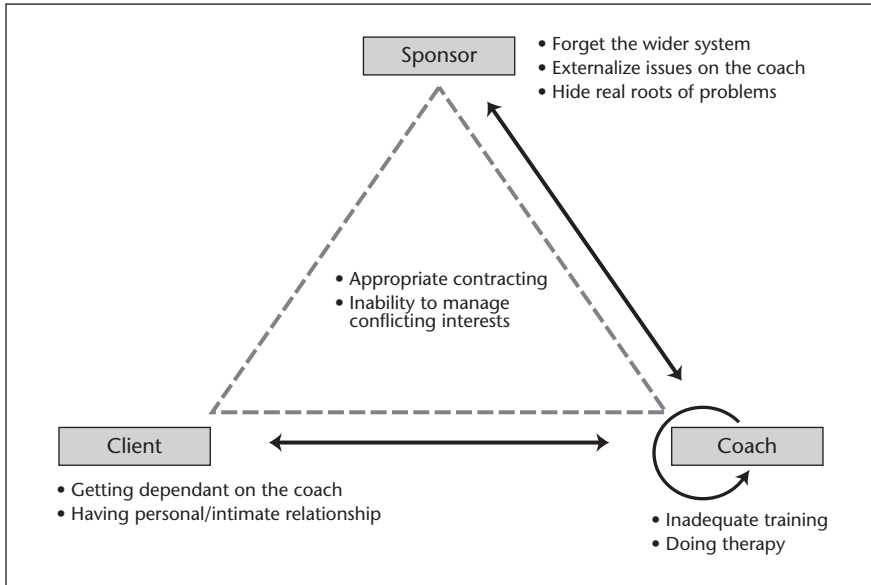 Sponsor
• Forget the wider system
• Externalize issues on the coach
• Hide real roots of problems
• Appropriate contracting
• Inability to manage
conflicting interests
Client
• Getting dependant on the coach
• Having personal/intimate relationship
Coach
• Inadequate training
• Doing therapy